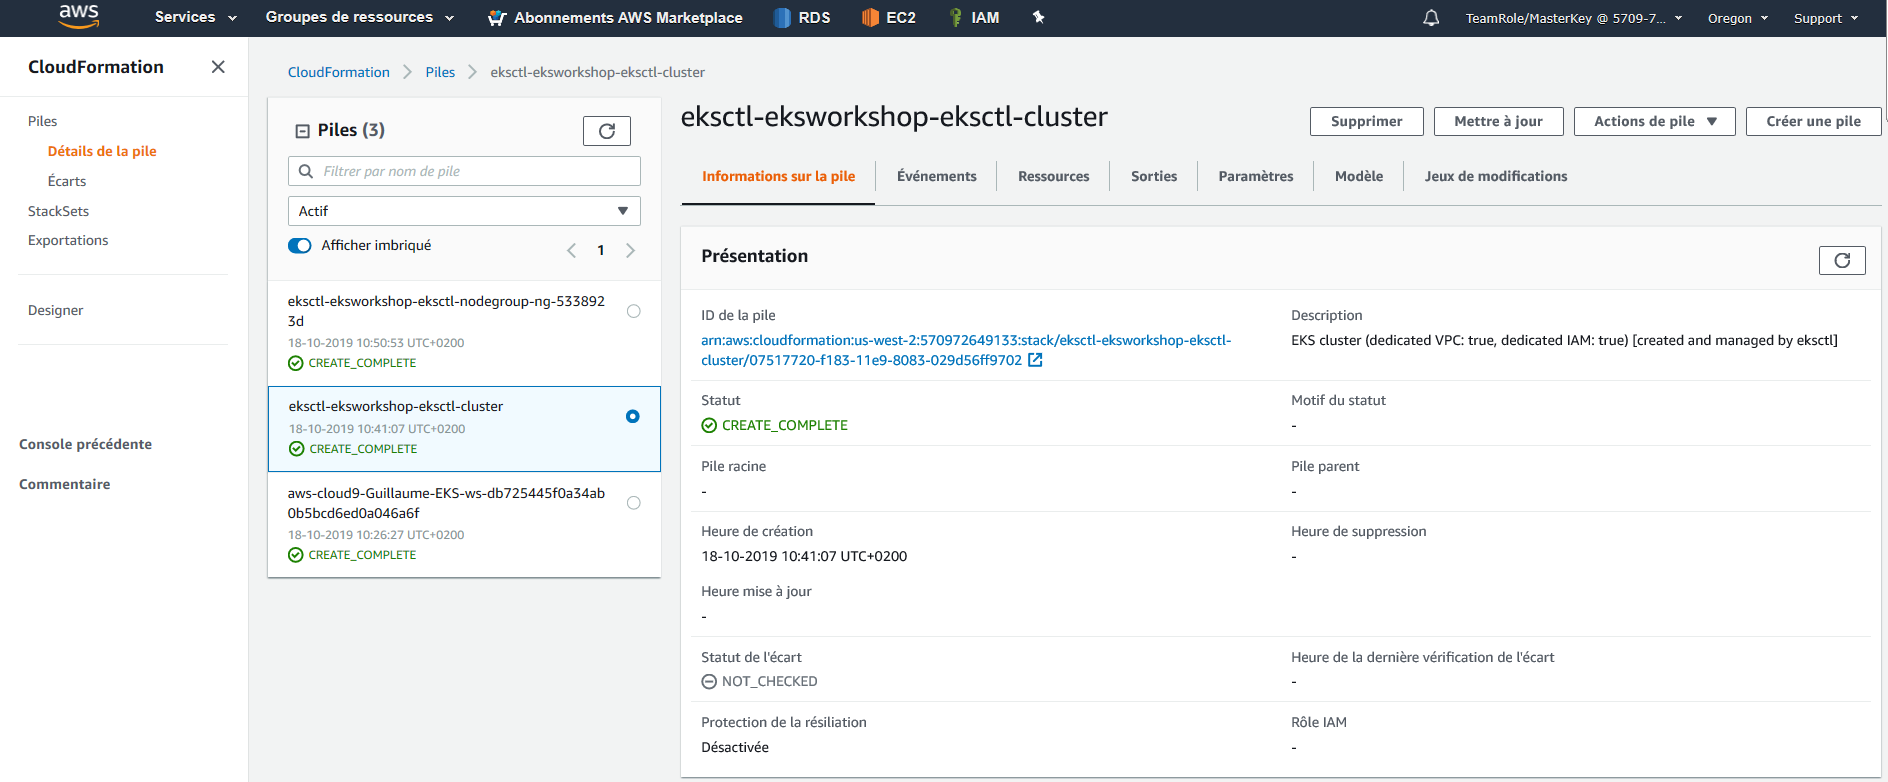 aws
Services
Groupes de ressources
Abonnements AWS Marketplace
RDS
EC2
IAM
TeamRole/MasterKey @ 5709-7...
Oregon
Support
CloudFormation
Piles
Détails de la pile
Écarts
StackSets
Exportations
Designer
Console précédente
Commentaire
CloudFormation
Piles
eksctl-eksworkshop-eksctl-cluster
Piles (3)
Filtrer par nom de pile
Actif
Afficher imbriqué
1
eksctl-eksworkshop-eksctl-nodegroup-ng-533892
3d
18-10-2019 10:50:53 UTC+0200
CREATE_COMPLETE
eksctl-eksworkshop-eksctl-cluster
18-10-2019 10:41:07 UTC+0200
CREATE_COMPLETE
aws-cloud9-Guillaume-EKS-ws-db725445f0a34ab
0b5bcd6ed0a046a6f
18-10-2019 10:26:27 UTC+0200
CREATE_COMPLETE
eksctl-eksworkshop-eksctl-cluster
Supprimer
Mettre à jour
Actions de pile
Créer une pile
Informations sur la pile
Événements
Ressources
Sorties
Paramètres
Modèle
Jeux de modifications
Présentation
ID de la pile
arn:aws:cloudformation:us-west-2:570972649133:stack/eksctl-eksworkshop-eksctl-
cluster/07517720-f183-11e9-8083-029d56ff9702
Description
EKS cluster (dedicated VPC: true, dedicated IAM: true) [created and managed by eksctl]
Statut
CREATE_COMPLETE
Motif du statut
-
Pile racine
-
Pile parent
-
Heure de création
18-10-2019 10:41:07 UTC+0200
Heure de suppression
-
Heure mise à jour
-
Statut de l'écart
NOT_CHECKED
Heure de la dernière vérification de l'écart
-
Protection de la résiliation
Désactivée
Rôle IAM
-